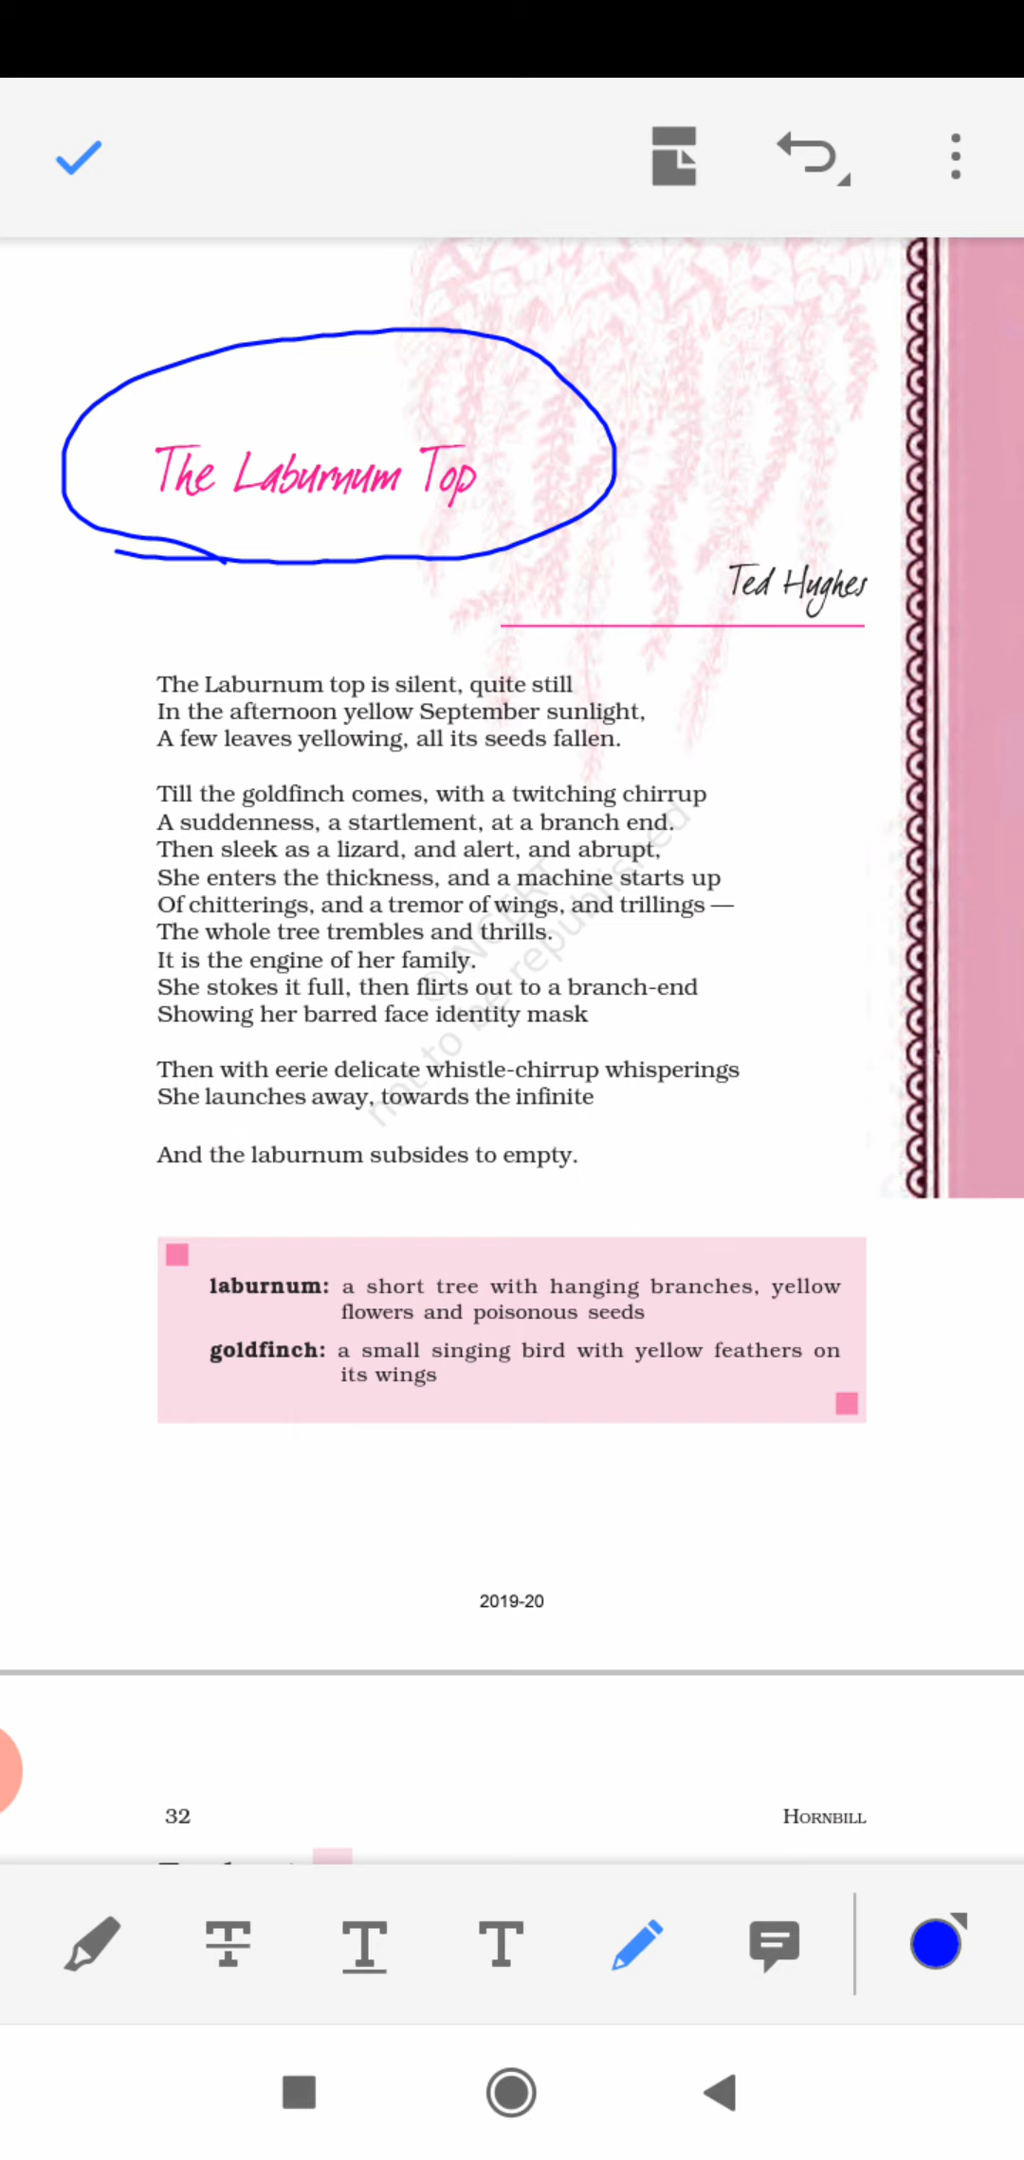 The Laburnum Top
Ted Hughes
The Laburnum top is silent, quite still
In the afternoon yellow September sunlight,
A few leaves yellowing, all its seeds fallen.
Till the goldfinch comes, with a twitching chirrup
A suddenness, a startlement, at a branch end.
Then sleek as a lizard, and alert, and abrupt,
She enters the thickness, and a machine starts up
Of chitterings, and a tremor of wings, and trillings —
The whole tree trembles and thrills.
It is the engine of her family.
She stokes it full, then flirts out to a branch-end
Showing her barred face identity mask
Then with eerie delicate whistle-chirrup whisperings
She launches away, towards the infinite
And the laburnum subsides to empty.
© NCERT
not to be republished
laburnum: a short tree with hanging branches, yellow
flowers and poisonous seeds
goldfinch: a small singing bird with yellow feathers on
its wings
2019-20
32 HORNBILL